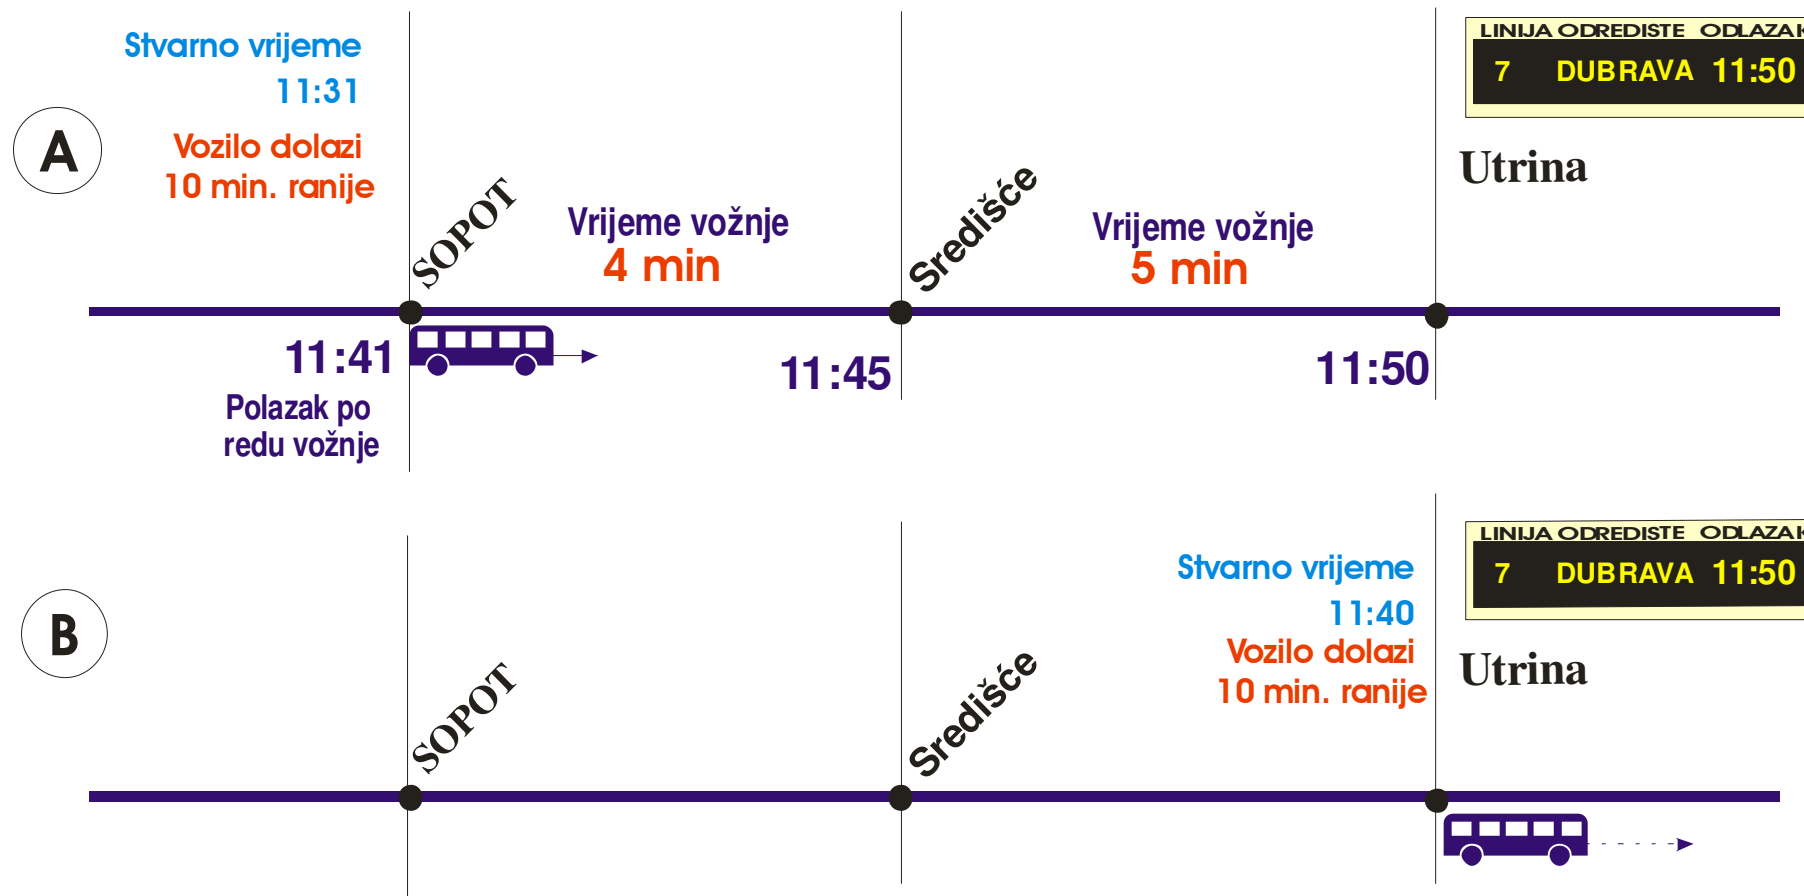 Stvarno vrijeme
11:31
A
Vozilo dolazi
10 min. ranije
SOPOT
Vrijeme vožnje
4 min
Središće
Vrijeme vožnje
5 min
LINIJA ODREDISTE ODLAZAK
7 DUBRAVA 11:50
Utrina
11:41
Polazak po
redu vožnje
11:45
11:50
B
SOPOT
Središće
Stvarno vrijeme
11:40
Vozilo dolazi
10 min. ranije
LINIJA ODREDISTE ODLAZAK
7 DUBRAVA 11:50
Utrina